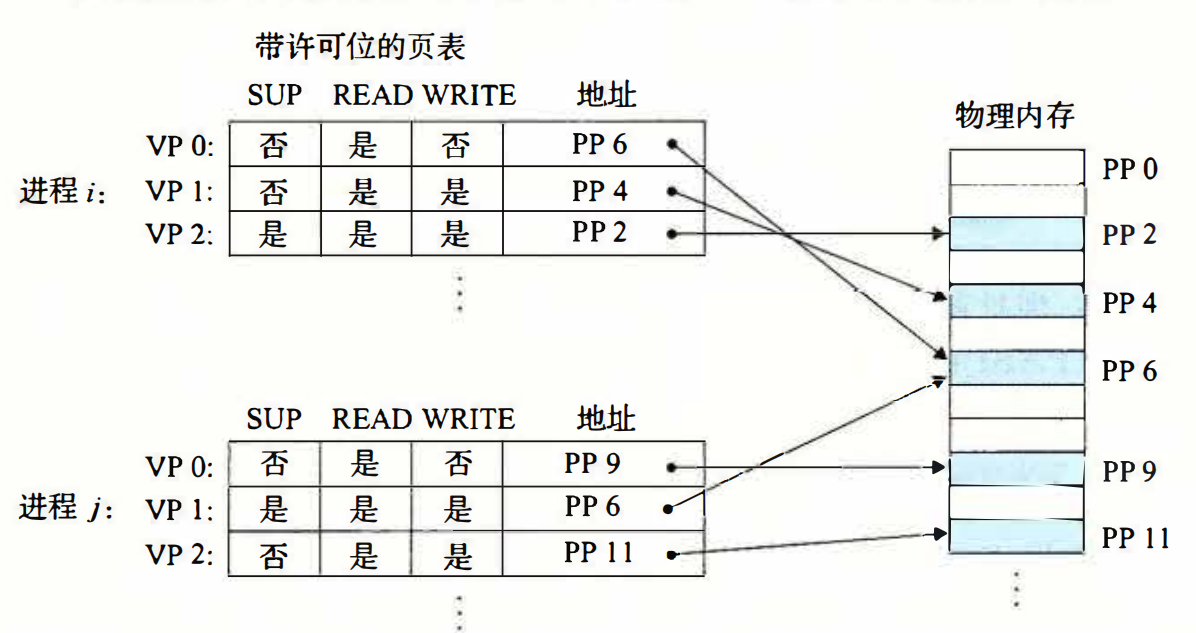 带许可位的页表
SUP READ WRITE 地址
物理内存
VP 0: 否 是 否 PP 6
PP 0
进程 i: VP 1: 否 是 是 PP 4
VP 2: 是 是 是 PP 2
PP 2
PP 4
PP 6
SUP READ WRITE 地址
VP 0: 否 是 否 PP 9
PP 9
进程 j: VP 1: 是 是 是 PP 6
VP 2: 否 是 是 PP 11
PP 11